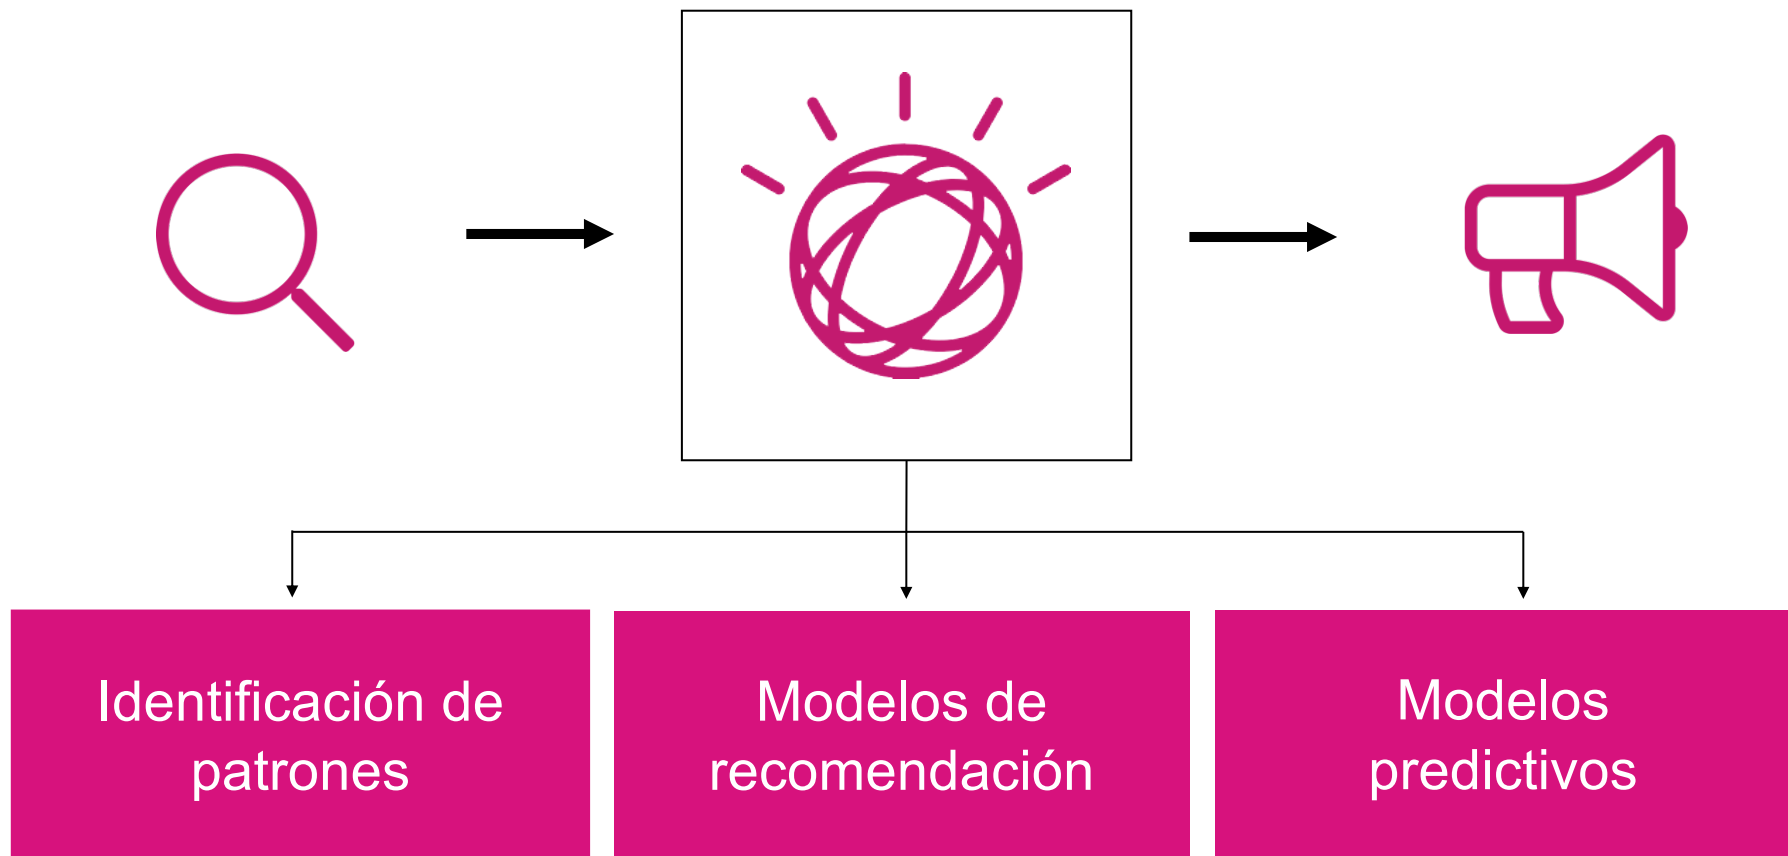 Identificación de
patrones
Modelos de
recomendación
Modelos
predictivos